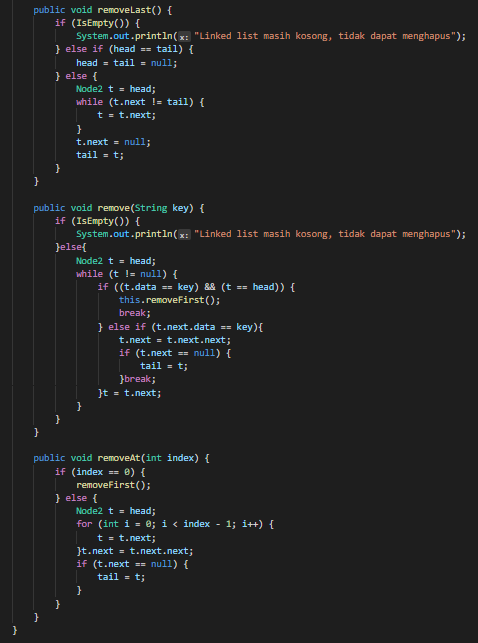 public void removeLast() {
if (IsEmpty()) {
System.out.println(x: "Linked list masih kosong, tidak dapat menghapus");
} else if (head == tail) {
head = tail = null;
} else {
Node2 t = head;
while (t.next != tail) {
t = t.next;
}
t.next = null;
tail = t;
}
}
public void remove(String key) {
if (IsEmpty()) {
System.out.println(x: "Linked list masih kosong, tidak dapat menghapus");
}else{
Node2 t = head;
while (t != null) {
if ((t.data == key) && (t == head)) {
this.removeFirst();
break;
} else if (t.next.data == key){
t.next = t.next.next;
if (t.next == null) {
tail = t;
}break;
}t = t.next;
}
}
}
public void removeAt(int index) {
if (index == 0) {
removeFirst();
} else {
Node2 t = head;
for (int i = 0; i < index - 1; i++) {
t = t.next;
}t.next = t.next.next;
if (t.next == null) {
tail = t;
}
}
}
}